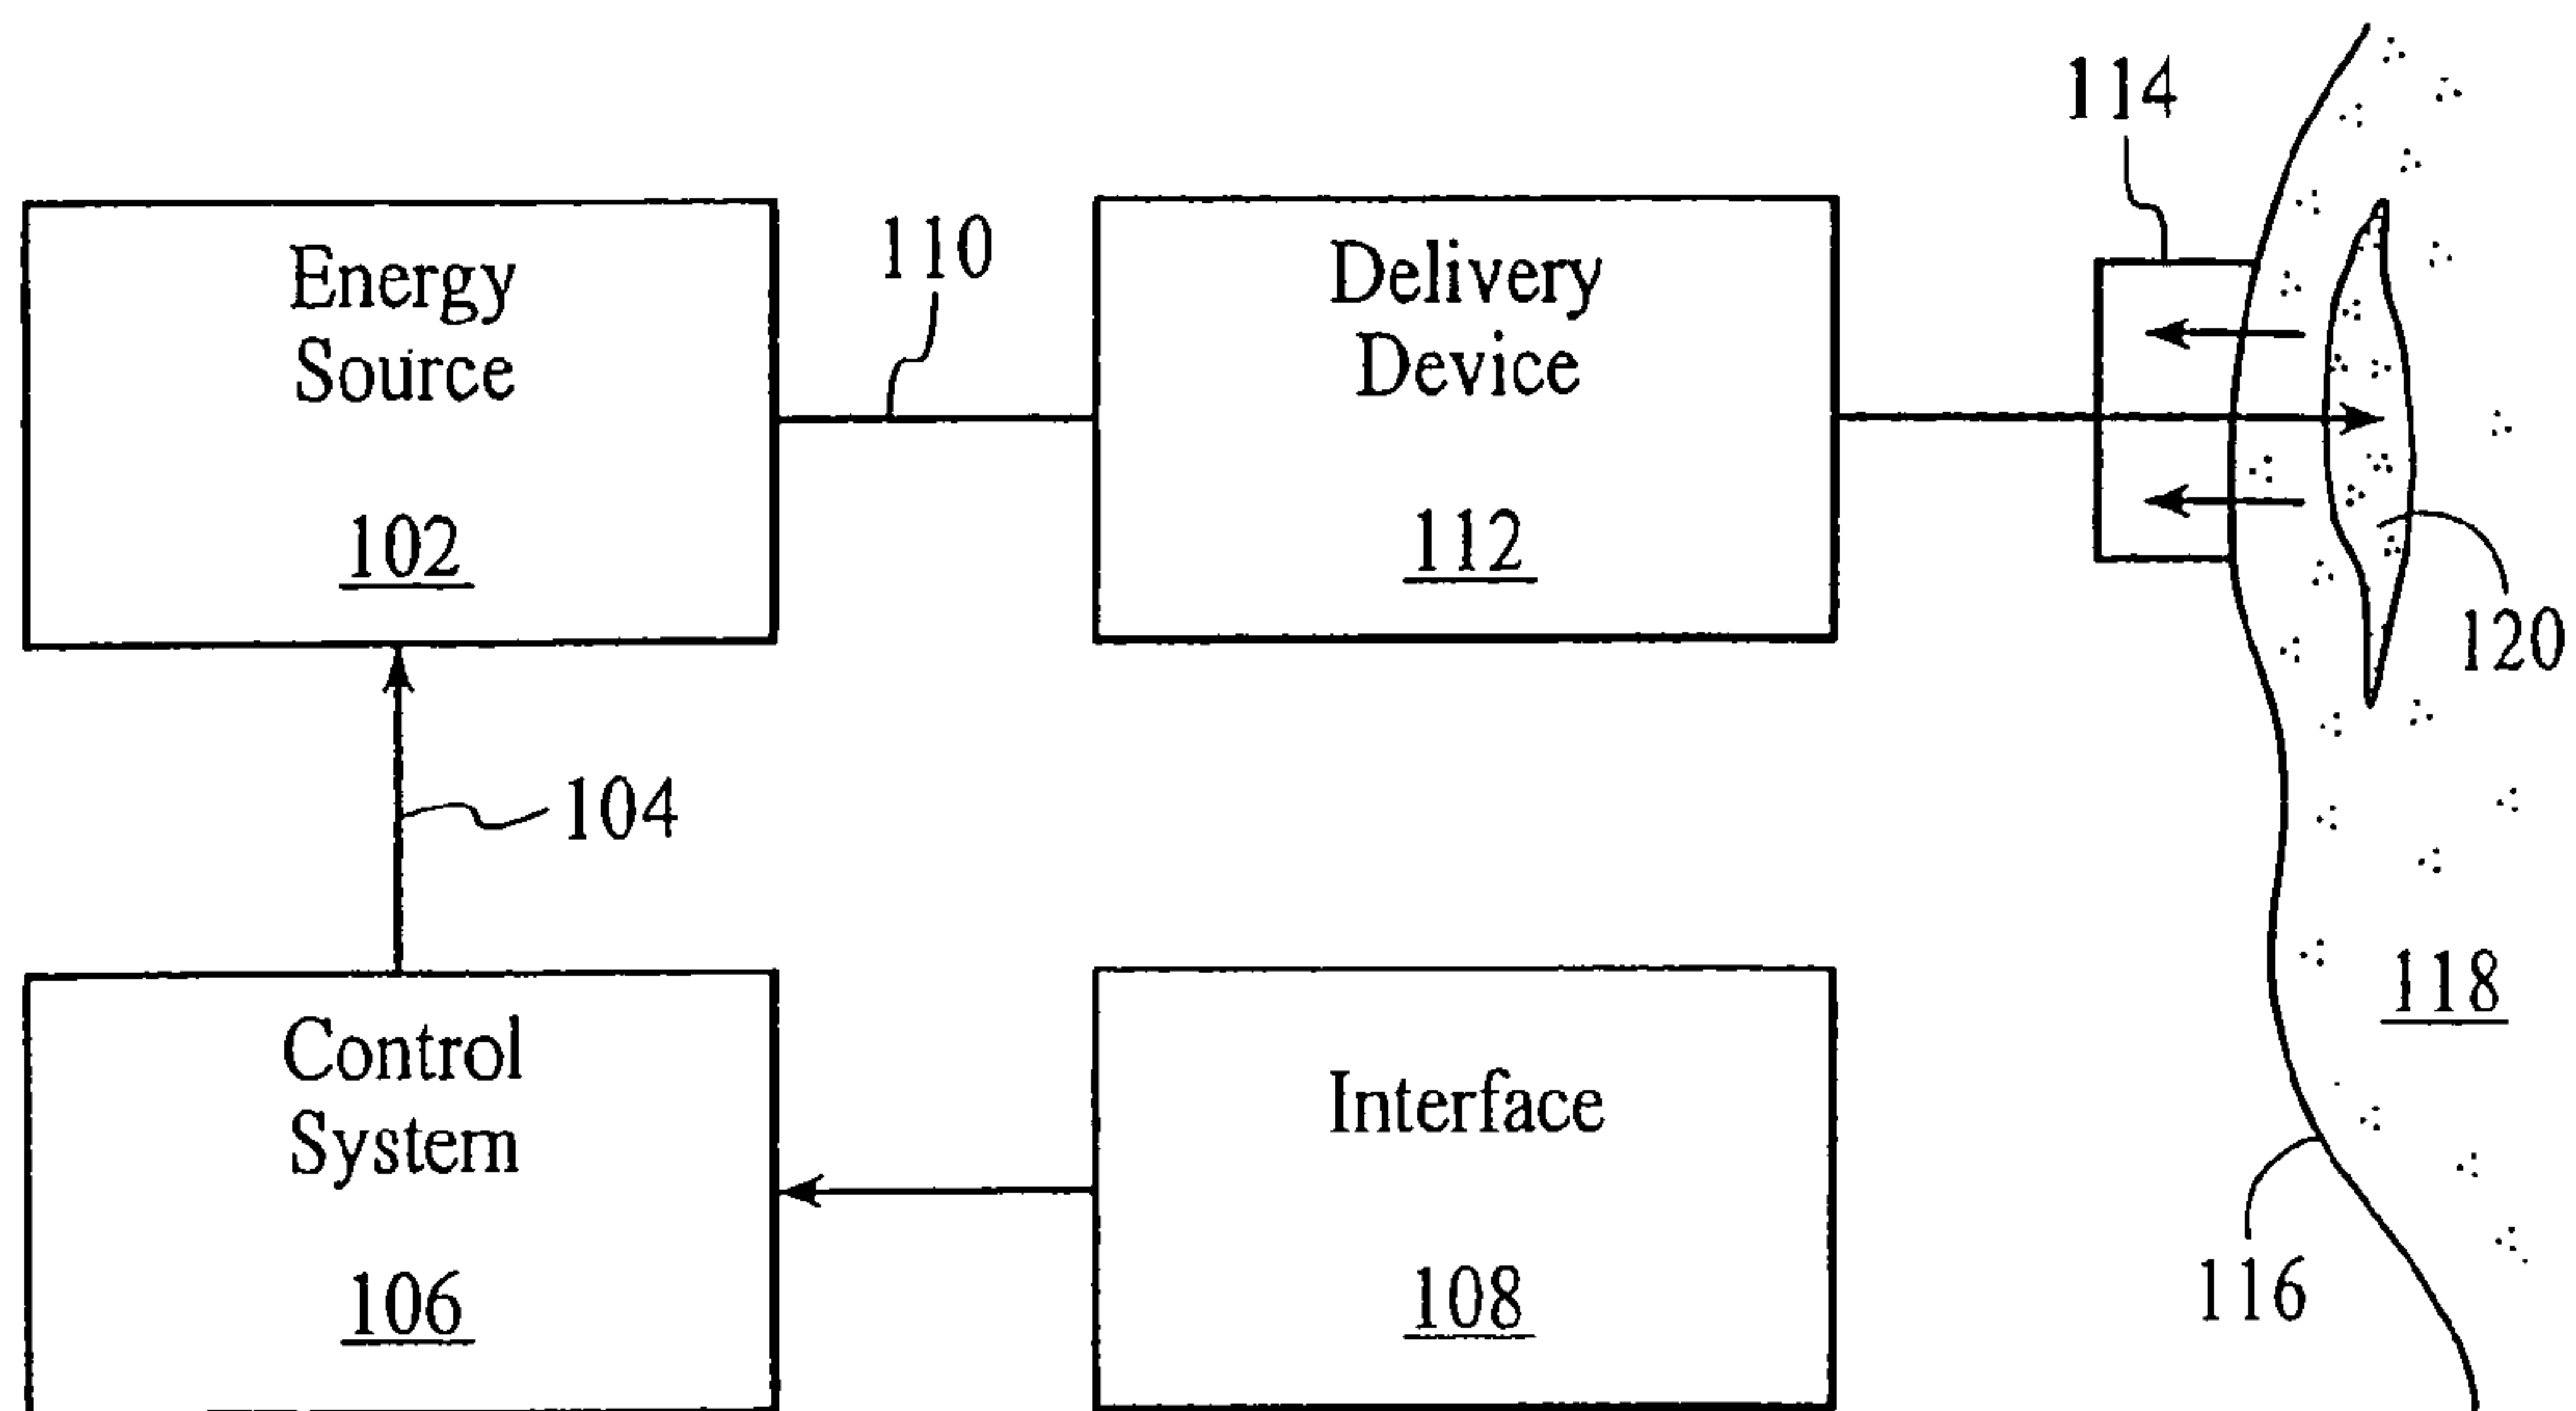 114
Energy
Source
102
110
Delivery
Device
112
120
104
Control
System
106
Interface
108
118
116